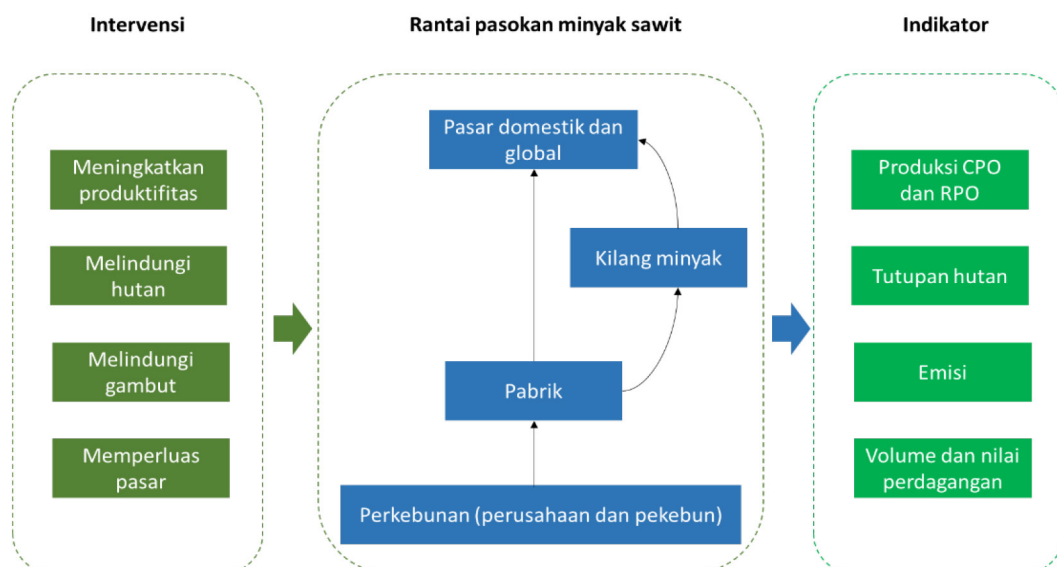 Intervensi
Meningkatkan
produktifitas
Melindungi
hutan
Melindungi
gambut
Memperluas
pasar
Rantai pasokan minyak sawit
Pasar domestik dan
global
Kilang minyak
Pabrik
Perkebunan (perusahaan dan pekebun)
Indikator
Produksi CPO
dan RPO
Tutupan hutan
Emisi
Volume dan nilai
perdagangan